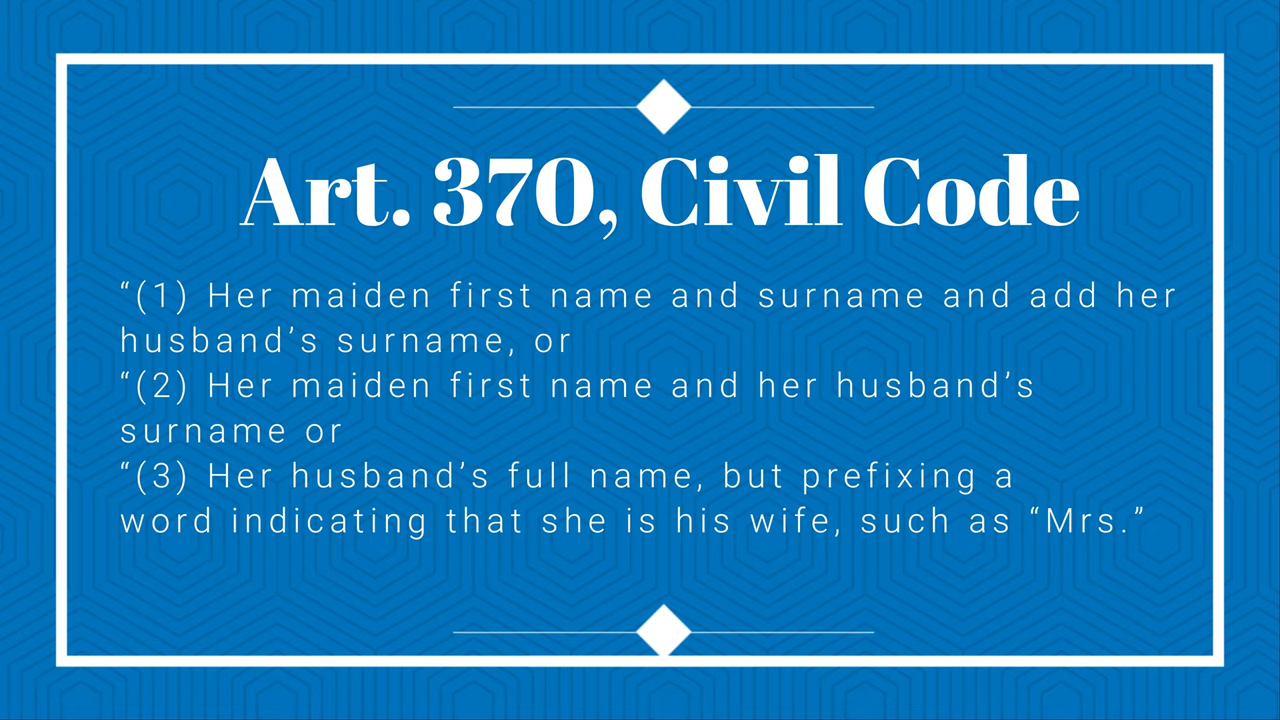 Art. 370, Civil Code
“(1) Her maiden first name and surname and add her
husband’s surname, or
“(2) Her maiden first name and her husband’s
surname or
“(3) Her husband’s full name, but prefixing a
word indicating that she is his wife, such as “Mrs.”